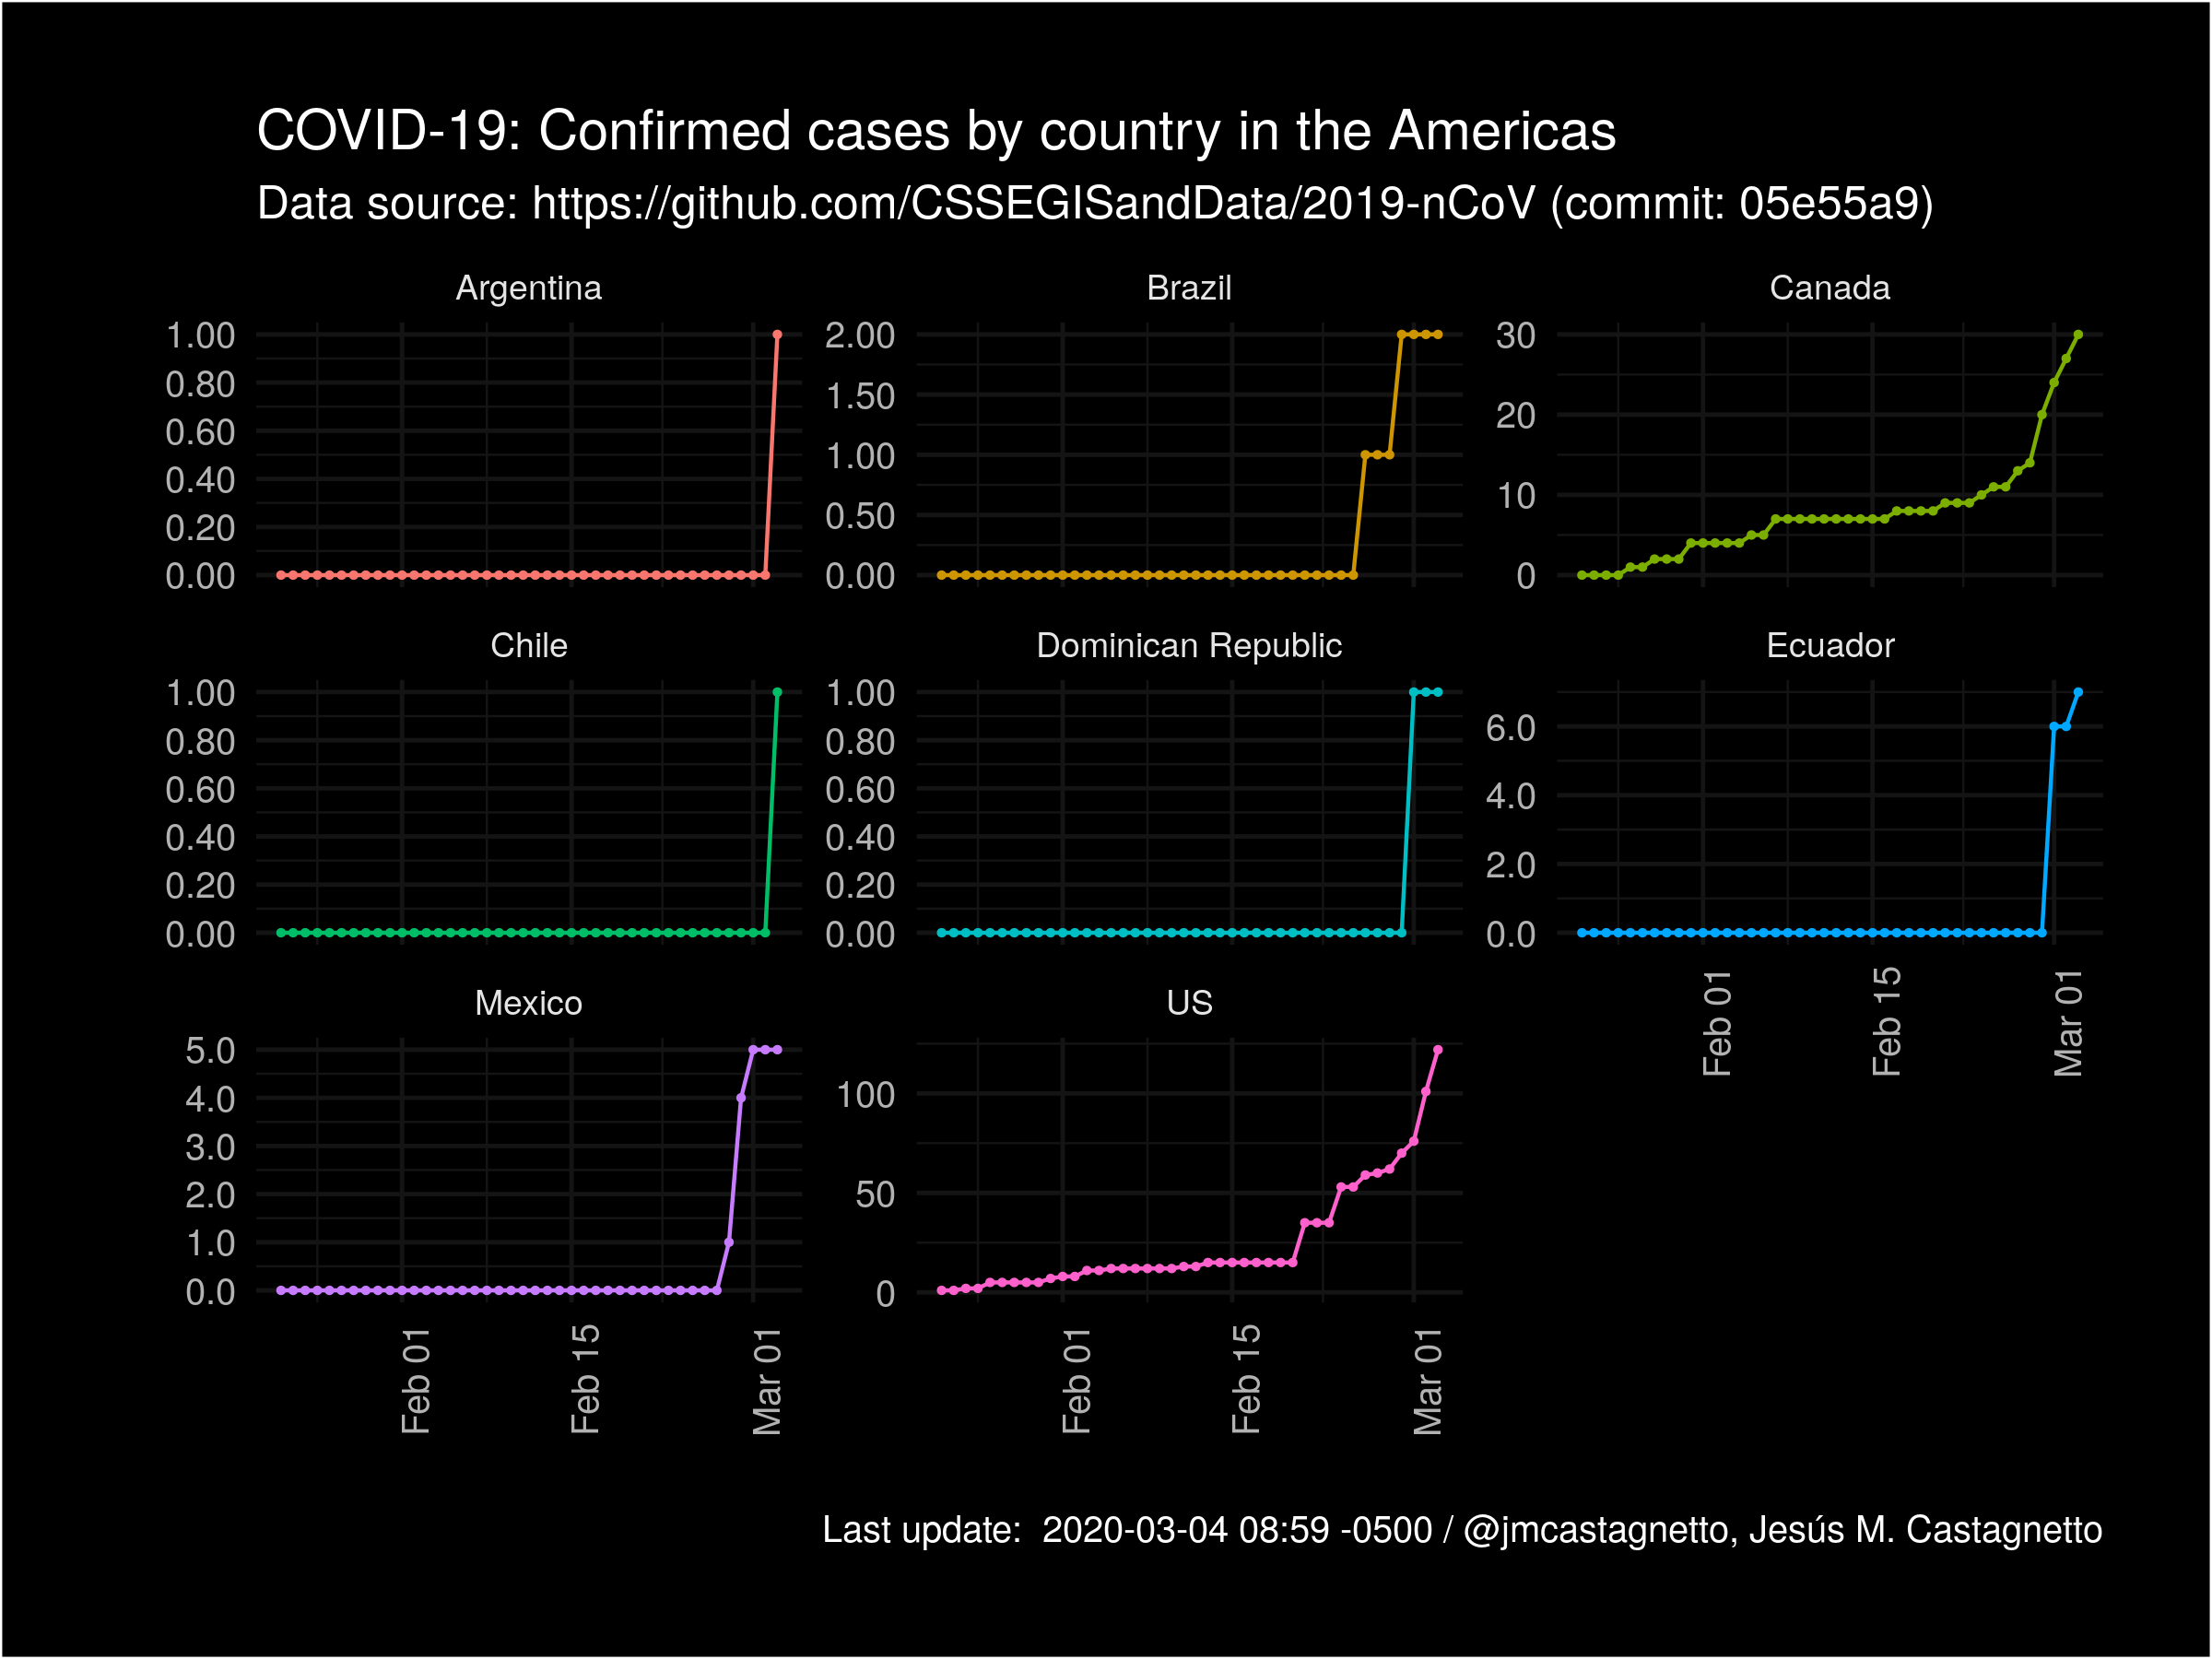 COVID-19: Confirmed cases by country in the Americas
Data source: https://github.com/CSSEGISandData/2019-nCoV (commit: 05e55a9)
Argentina
1.00
0.80
0.60
0.40
0.20
0.00
Brazil
2.00
1.50
1.00
0.50
0.00
Canada
30
20
10
0
Chile
1.00
0.80
0.60
0.40
0.20
0.00
Dominican Republic
1.00
0.80
0.60
0.40
0.20
0.00
Ecuador
6.0
4.0
2.0
0.0
Feb 01
Feb 15
Mar 01
Mexico
5.0
4.0
3.0
2.0
1.0
0.0
Feb 01
Feb 15
Mar 01
US
100
50
0
Feb 01
Feb 15
Mar 01
Last update:  2020-03-04 08:59 -0500 / @jmcastagnetto, Jesús M. Castagnetto